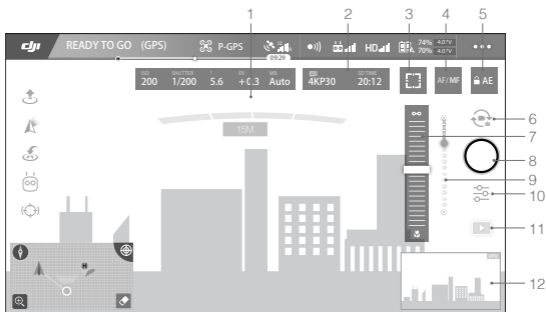 1 2 3 4 5
dji READY TO GO (GPS) P-GPS HD 74% 4.07V 70% 4.07V
09:29
ISO 200 SHUTTER 1/200 F 5.6 EV +0.3 WB Auto 4KP30 SD TIME 20:12 AF/MF AE
15M
H
6
7
8
9
10
11
12